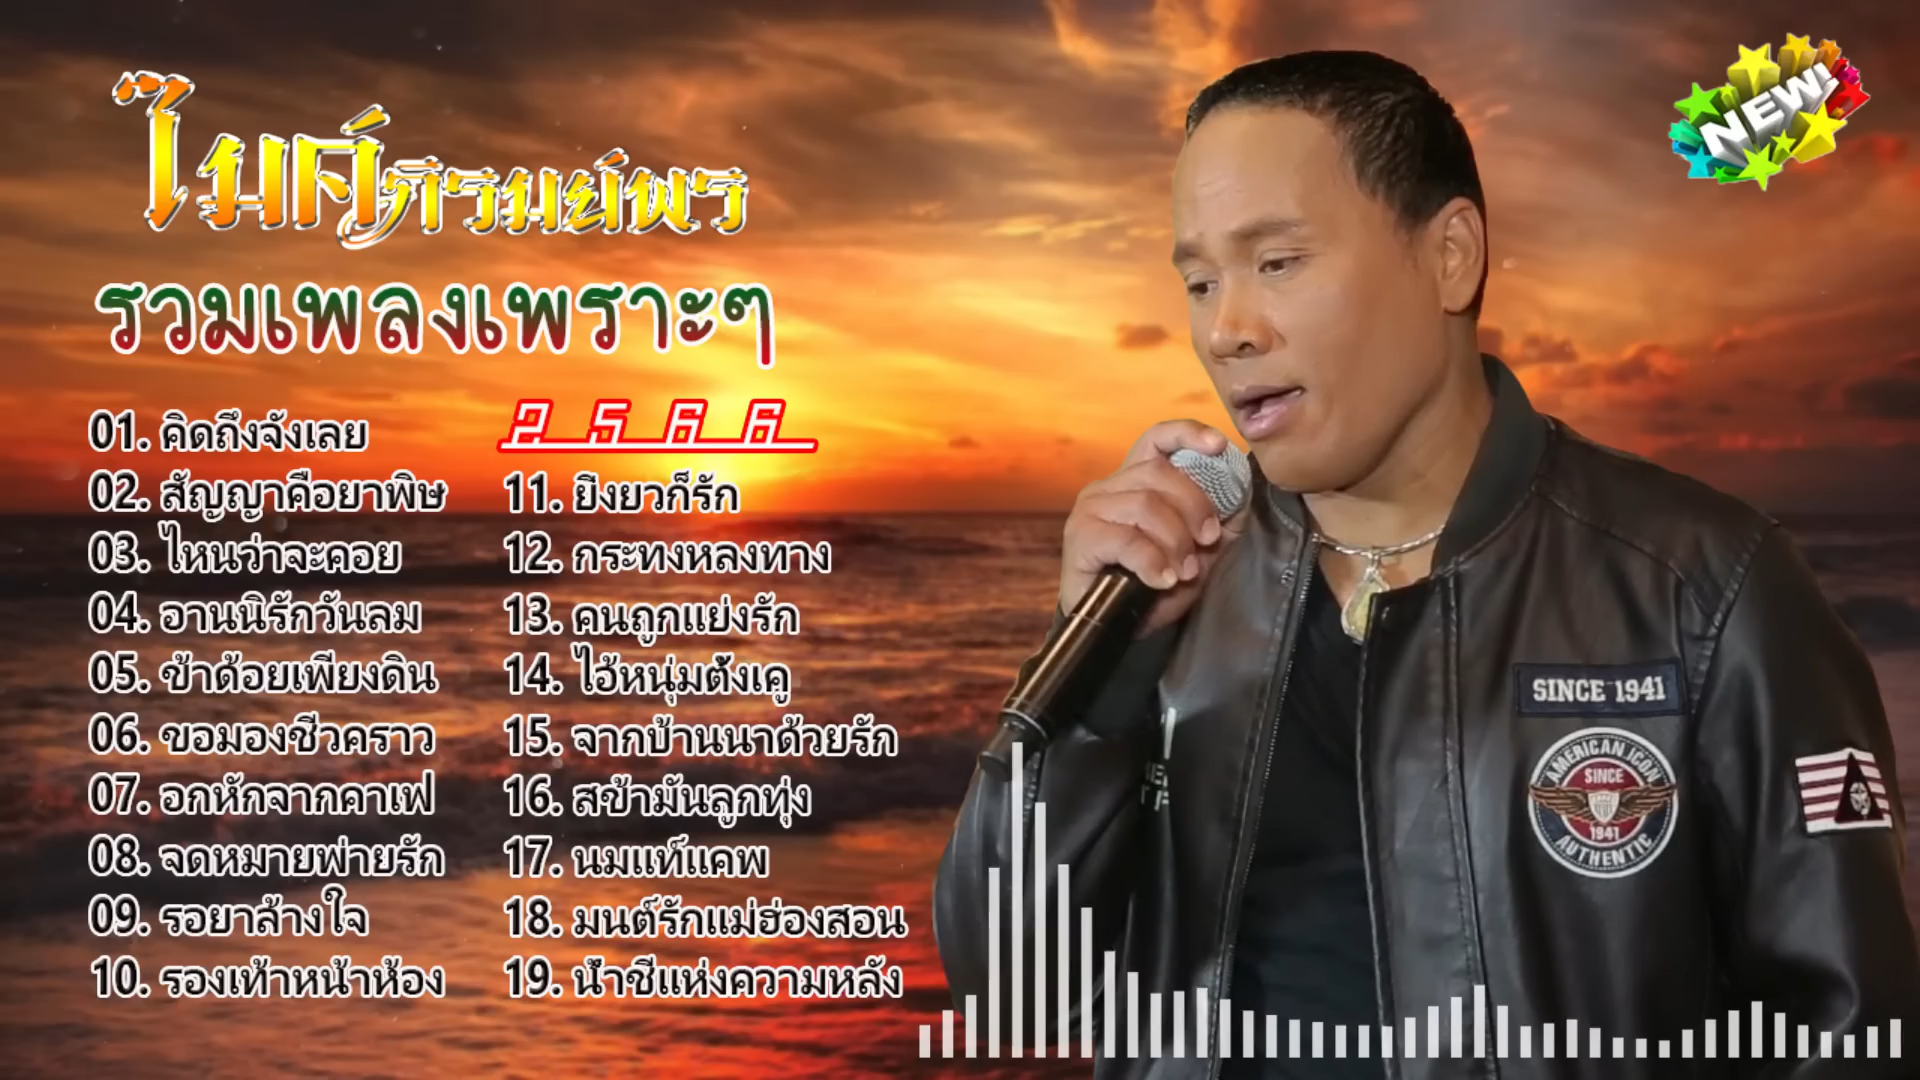 ไมค์ภิรมย์พร
NEW!
รวมเพลงเพราะๆ
2566
01. คิดถึงจังเลย
02. สัญญาคือยาพิษ
03. ไหนว่าจะคอย
04. อานนิรักวันลม
05. ข้าด้อยเพียงดิน
06. ขอมองชีวคราว
07. อกหักจากคาเฟ่
08. จดหมายพ่ายรัก
09. รอยาล้างใจ
10. รองเท้าหน้าห้อง
11. ยิงยวก็รัก
12. กระทงหลงทาง
13. คนถูกแย่งรัก
14. ไอ้หนุ่มตังเค
15. จากบ้านนาด้วยรัก
16. สข้ามันลูกทุ่ง
17. นมแท้แคพ
18. มนต์รักแม่ฮ่องสอน
19. น้ำชีแห่งความหลัง
SINCE 1941
AMERICAN ICON
SINCE
1941
AUTHENTIC